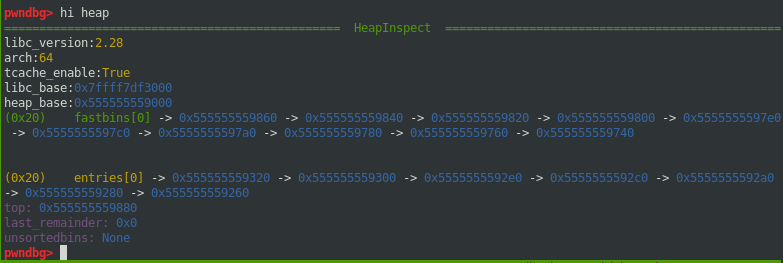 pwndbg> hi heap
================================================  HeapInspect  ================================================
libc_version:2.28
arch:64
tcache_enable:True
libc_base:0x7ffff7df3000
heap_base:0x555555559000
(0x20)    fastbins[0] -> 0x555555559860 -> 0x555555559840 -> 0x555555559820 -> 0x555555559800 -> 0x5555555597e0
-> 0x5555555597c0 -> 0x5555555597a0 -> 0x555555559780 -> 0x555555559760 -> 0x555555559740
(0x20)    entries[0] -> 0x555555559320 -> 0x555555559300 -> 0x5555555592e0 -> 0x5555555592c0 -> 0x5555555592a0
-> 0x555555559280 -> 0x555555559260
top: 0x555555559880
last_remainder: 0x0
unsortedbins: None
pwndbg>